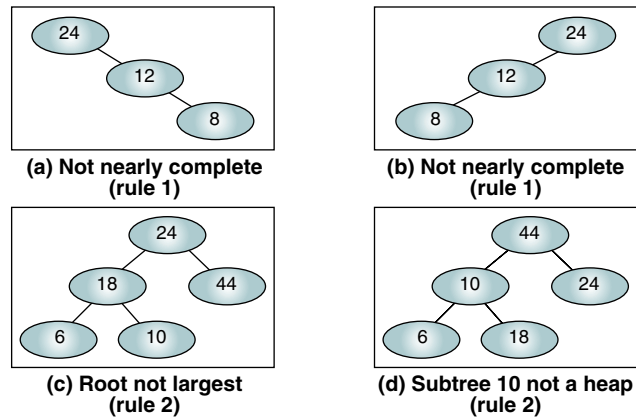 24
12
8
(a) Not nearly complete
(rule 1)
24
12
8
(b) Not nearly complete
(rule 1)
24
18
44
6
10
(c) Root not largest
(rule 2)
44
10
24
6
18
(d) Subtree 10 not a heap
(rule 2)